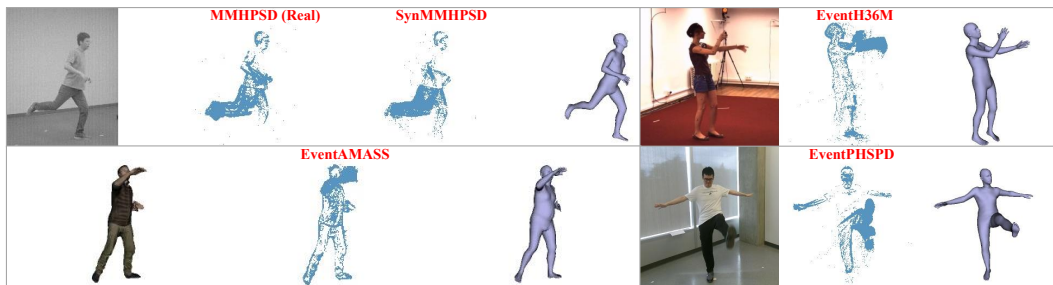 MMHPSD (Real)
SynMMHPSD
EventH36M
EventAMASS
EventPHSPD